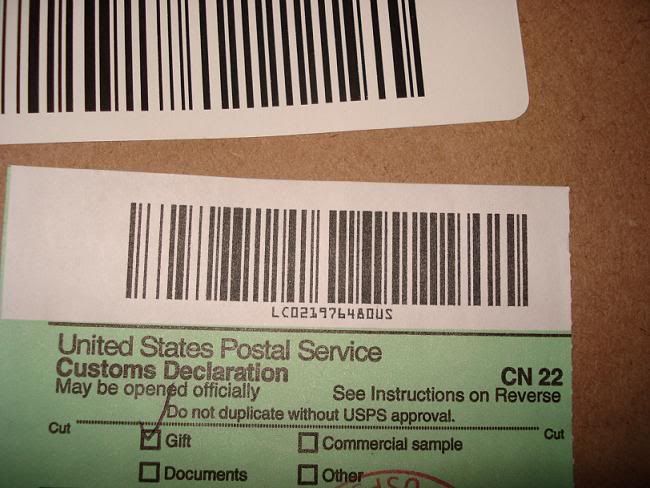 LC021976480US
United States Postal Service
Customs Declaration CN 22
May be opened officially See Instructions on Reverse
Do not duplicate without USPS approval.
Cut Cut
Gift Commercial sample
Documents Other